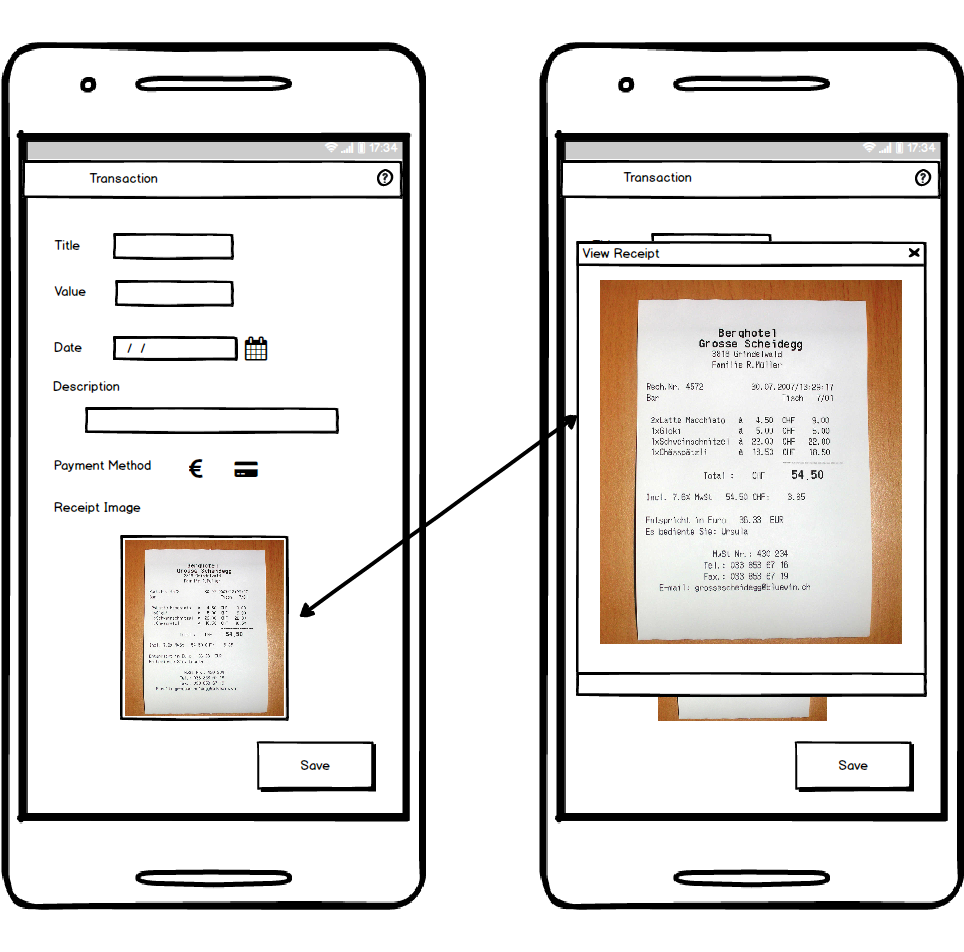 17:34
Transaction
Title
Value
Date / /
Description
Payment Method €
Receipt Image
Berghotel
Grosse Scheidegg
54,50
Save
17:34
Transaction
View Receipt
Berghotel
Grosse Scheidegg
3818 Grindelwald
Familie R.Müller
Rech.Nr. 4572 30.07.2007/13:29:17
Bar Tisch 7/01
2xLatte Macchiato à 4.50 CHF 9.00
1xGloki à 5.00 CHF 5.00
1xSchweinschnitzel à 22.00 CHF 22.00
1xChässpätzli à 18.50 CHF 18.50
Total: CHF 54,50
Incl. 7.6% MwSt 54.50 CHF: 3.85
Entspricht in Euro 36.33 EUR
Es bediente Sie: Ursula
MwSt Nr.: 430 234
Tel.: 033 853 67 16
Fax.: 033 853 67 19
E-mail: grossescheidegg@bluewin.ch
Save